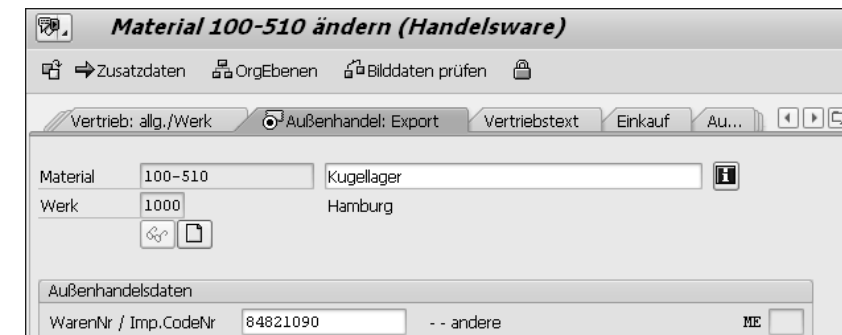 Material 100-510 ändern (Handelsware)
Zusatzdaten OrgEbenen Bilddaten prüfen
Vertrieb: allg./Werk Außenhandel: Export Vertriebstext Einkauf Au...
Material 100-510 Kugellager
Werk 1000 Hamburg
Außenhandelsdaten
WarenNr / Imp.CodeNr 84821090 - - andere ME